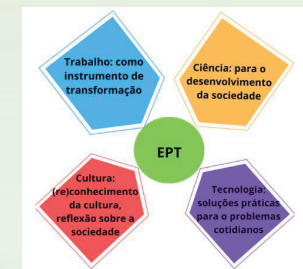 Trabalho: como
instrumento de
transformação
Ciência: para o
desenvolvimento
da sociedade
EPT
Cultura:
(re)conhecimento
da cultura,
reflexão sobre a
sociedade
Tecnologia:
soluções práticas
para o problemas
cotidianos